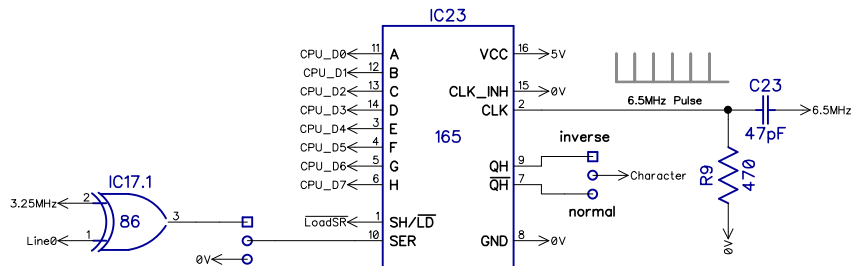 IC23
CPU_D0 11 A VCC 16 5V
CPU_D1 12 B
CPU_D2 13 C CLK_INH 15 0V C23
CPU_D3 14 D CLK 2 6.5MHz Pulse 6.5MHz
CPU_D4 3 E 165 47pF
CPU_D5 4 F inverse
CPU_D6 5 G QH 9 R9 470
IC17.1 CPU_D7 6 H QH 7 Character
3.25MHz 2 86 3 normal
LoadSR 1 SH/LD
Line0 1 10 SER GND 8 0V 0V
0V